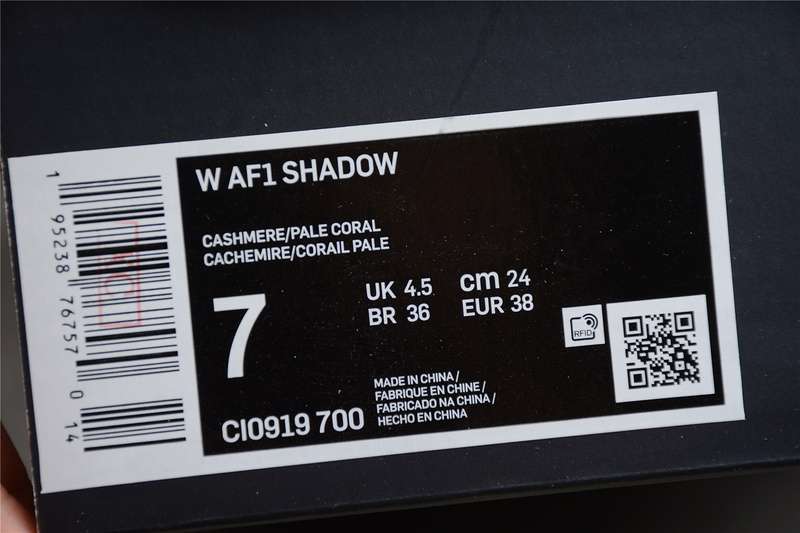 W AF1 SHADOW
CASHMERE/PALE CORAL
CACHEMIRE/CORAIL PALE
7
UK 4.5 cm 24
BR 36 EUR 38
RFID
MADE IN CHINA /
FABRIQUE EN CHINE /
FABRICADO NA CHINA /
HECHO EN CHINA
CI0919 700
1 95238 76757 0 14